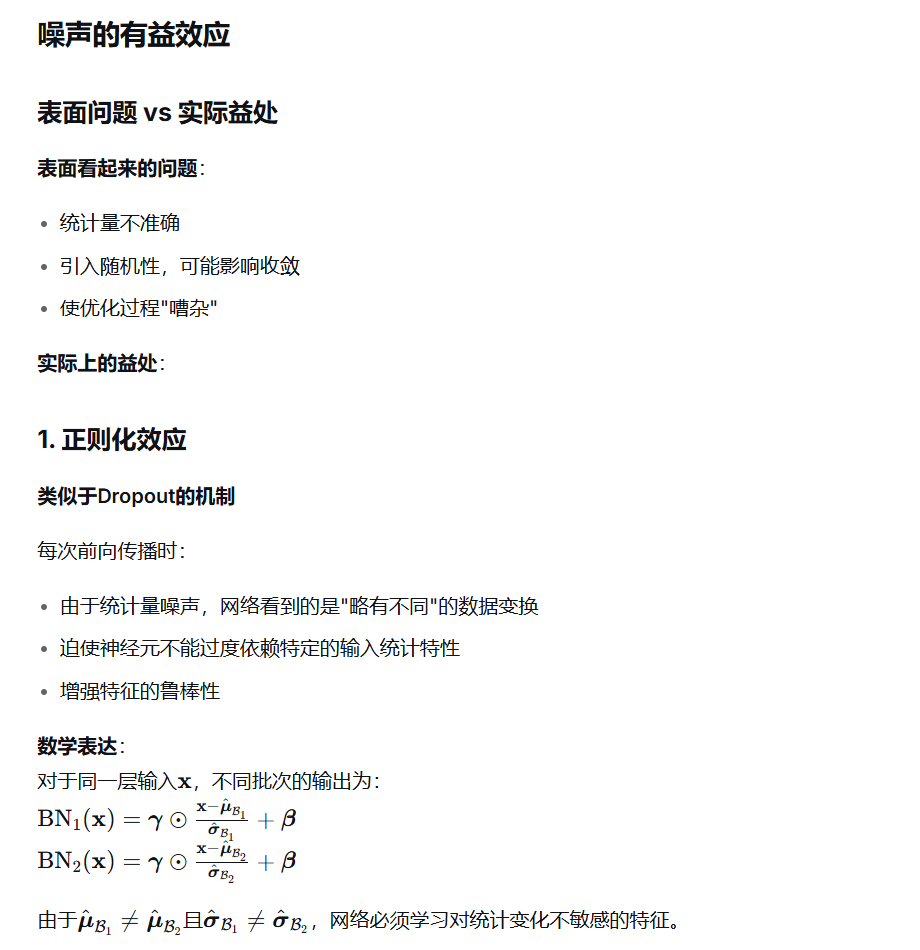 噪声的有益效应
表面问题 vs 实际益处
表面看起来的问题：
• 统计量不准确
• 引入随机性，可能影响收敛
• 使优化过程"嘈杂"
实际上的益处：
1. 正则化效应
类似于Dropout的机制
每次前向传播时：
• 由于统计量噪声，网络看到的是"略有不同"的数据变换
• 迫使神经元不能过度依赖特定的输入统计特性
• 增强特征的鲁棒性
数学表达：
对于同一层输入$\mathbf{x}$，不同批次的输出为：
$\mathrm{BN}_1(\mathbf{x}) = \boldsymbol{\gamma} \odot \frac{\mathbf{x}-\hat{\boldsymbol{\mu}}_{\mathcal{B}_1}}{\hat{\boldsymbol{\sigma}}_{\mathcal{B}_1}} + \boldsymbol{\beta}$
$\mathrm{BN}_2(\mathbf{x}) = \boldsymbol{\gamma} \odot \frac{\mathbf{x}-\hat{\boldsymbol{\mu}}_{\mathcal{B}_2}}{\hat{\boldsymbol{\sigma}}_{\mathcal{B}_2}} + \boldsymbol{\beta}$
由于$\hat{\boldsymbol{\mu}}_{\mathcal{B}_1} \neq \hat{\boldsymbol{\mu}}_{\mathcal{B}_2}$且$\hat{\boldsymbol{\sigma}}_{\mathcal{B}_1} \neq \hat{\boldsymbol{\sigma}}_{\mathcal{B}_2}$，网络必须学习对统计变化不敏感的特征。